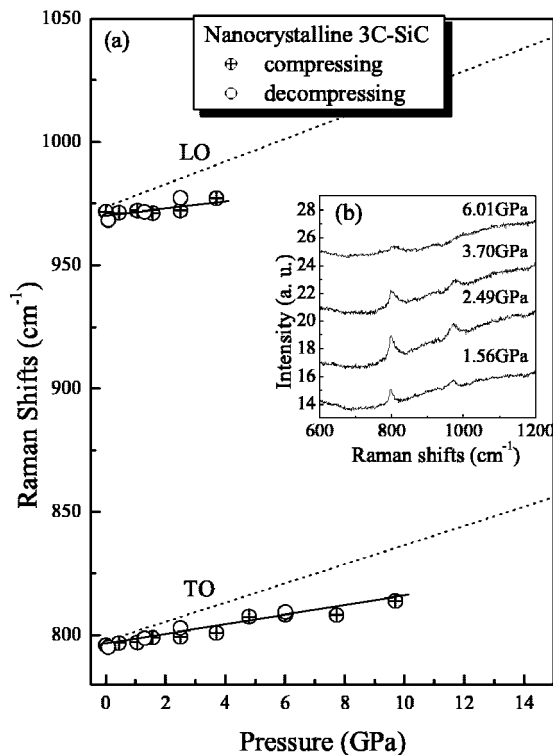 (a)
Nanocrystalline 3C-SiC
compressing
decompressing
1050
1000
950
900
850
800
LO
TO
Raman Shifts (cm-1)
0 2 4 6 8 10 12 14
Pressure (GPa)
(b)
6.01GPa
3.70GPa
2.49GPa
1.56GPa
28
26
24
22
20
18
16
14
Intensity (a. u.)
600 800 1000 1200
Raman shifts (cm-1)